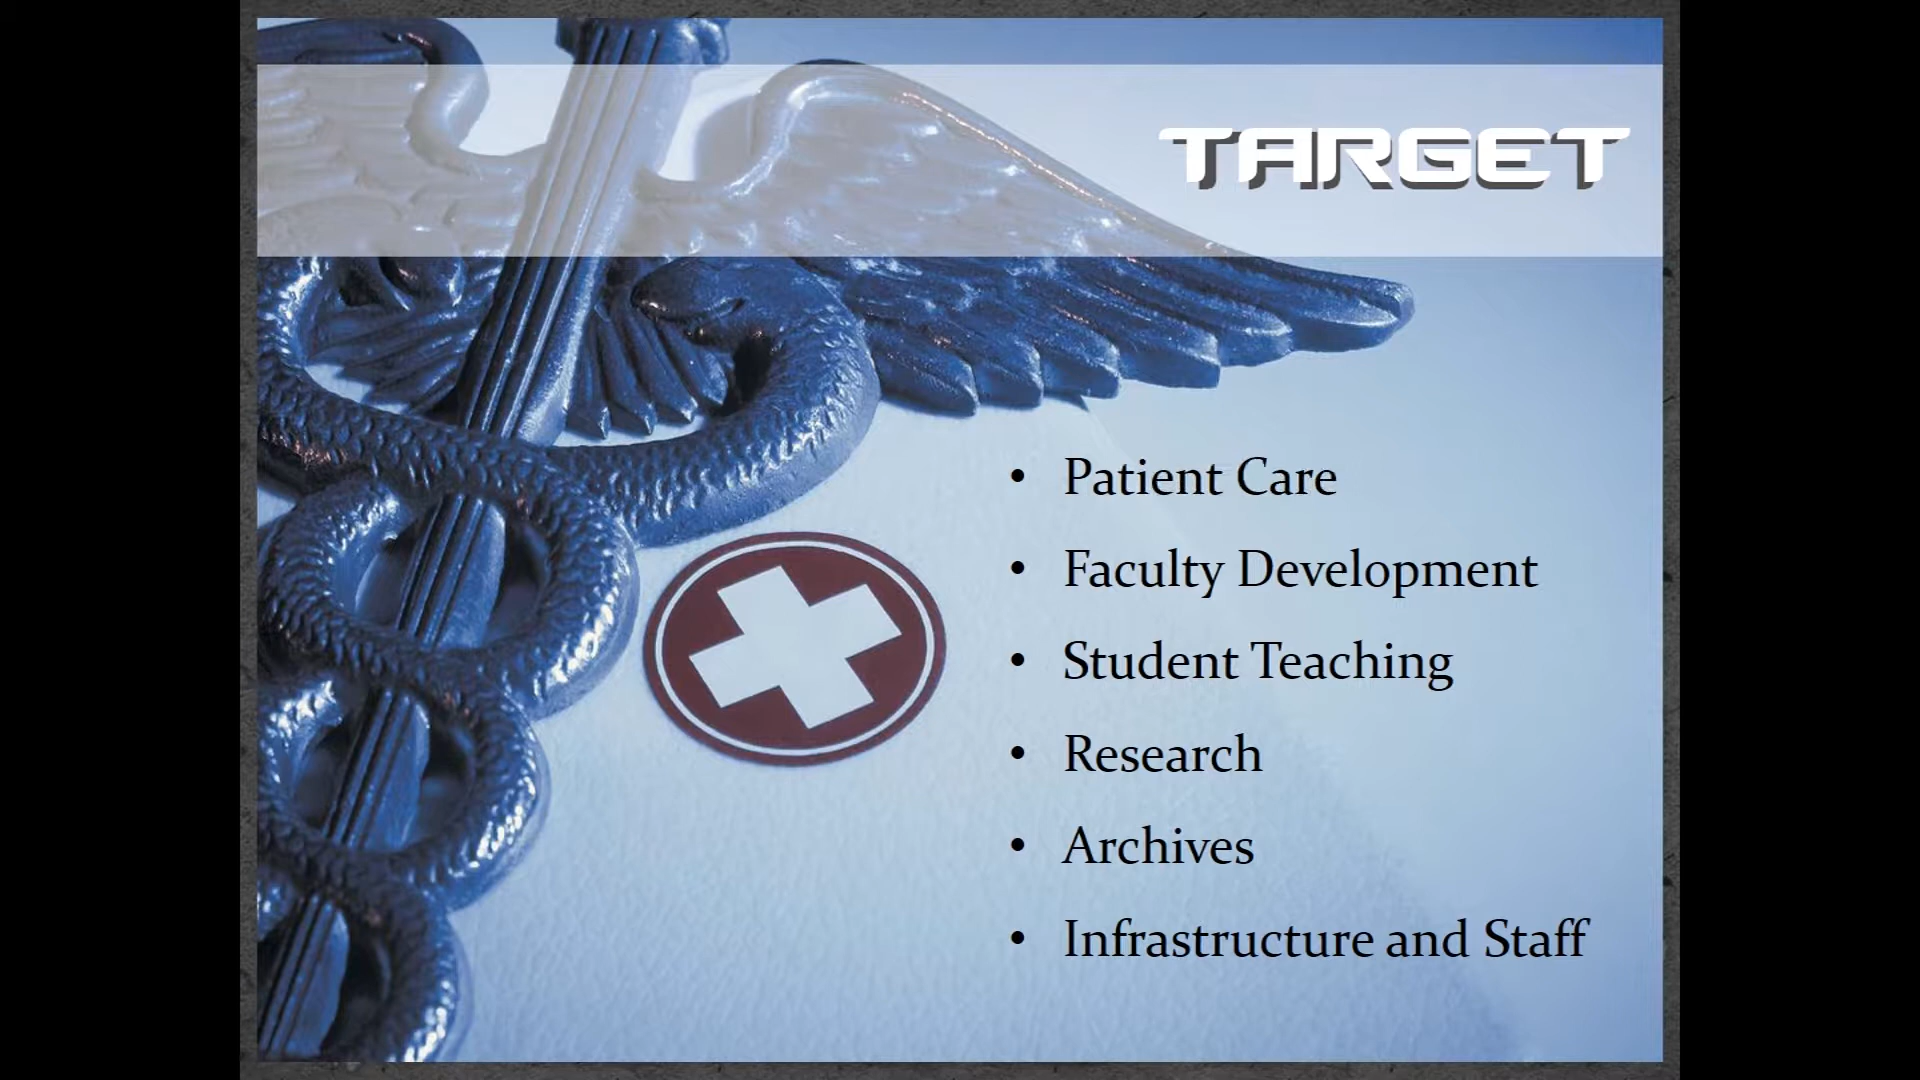 TARGET
• Patient Care
• Faculty Development
• Student Teaching
• Research
• Archives
• Infrastructure and Staff